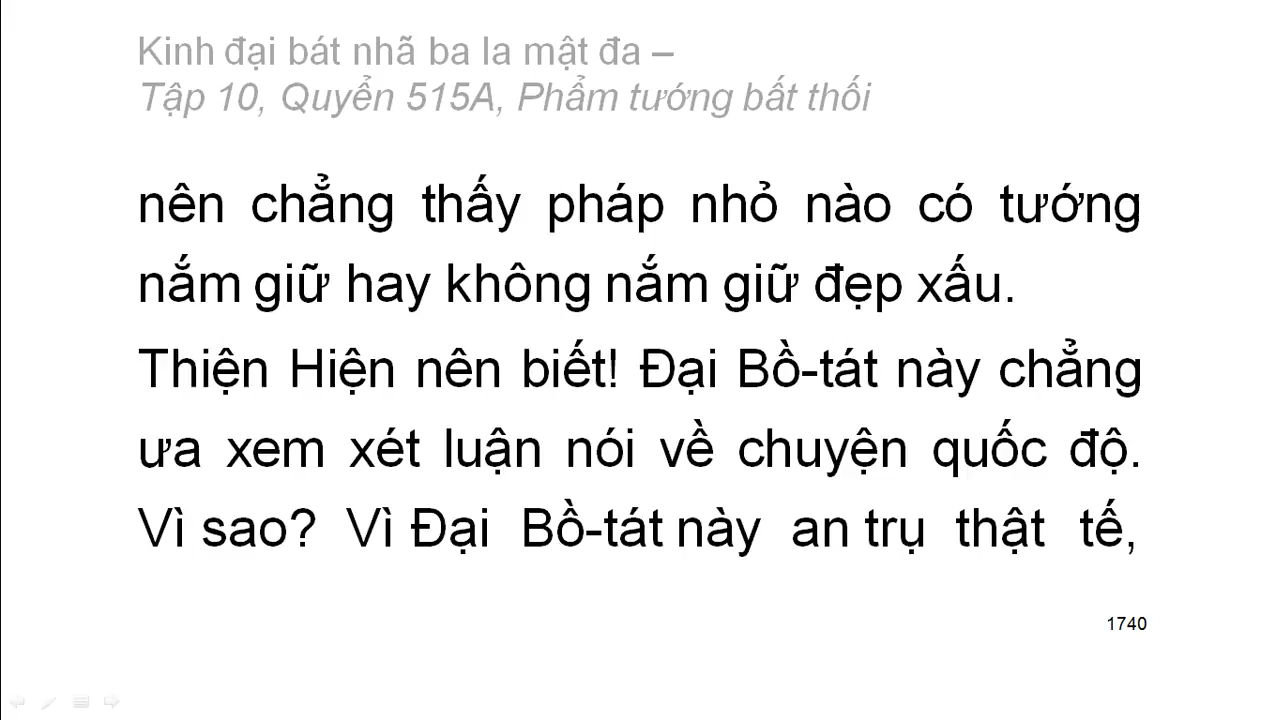 Kinh đại bát nhã ba la mật đa –
Tập 10, Quyển 515A, Phẩm tướng bất thối
nên chẳng thấy pháp nhỏ nào có tướng
nắm giữ hay không nắm giữ đẹp xấu.
Thiện Hiện nên biết! Đại Bồ-tát này chẳng
ưa xem xét luận nói về chuyện quốc độ.
Vì sao? Vì Đại Bồ-tát này an trụ thật tế,
1740